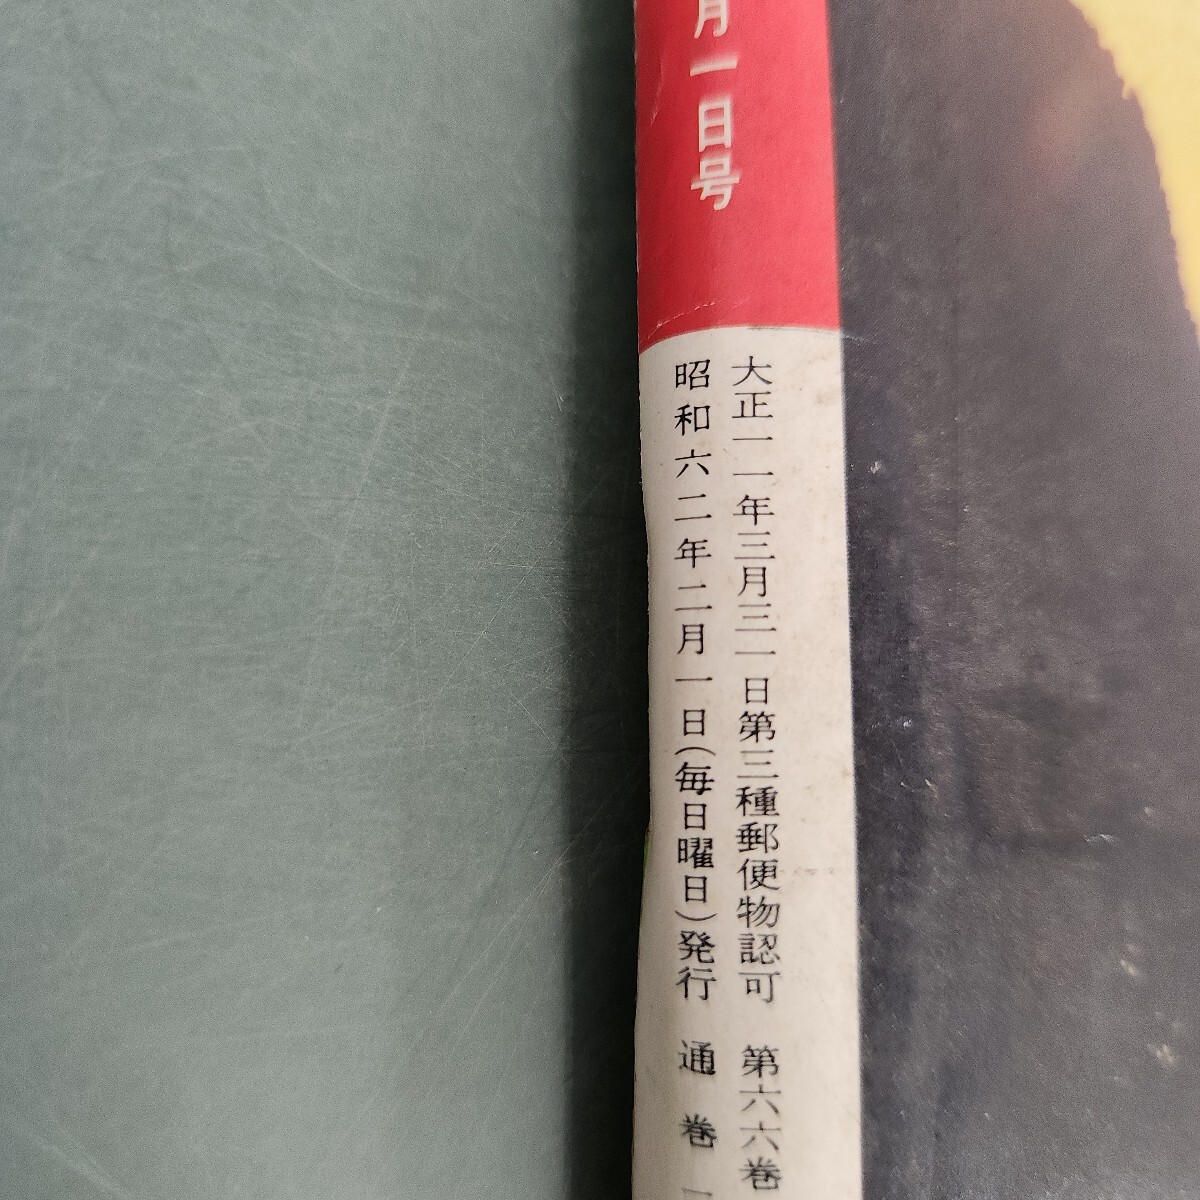 月一日号
大正一一年三月三一日第三種郵便物認可 第六六巻
昭和六二年二月一日(毎日曜日)発行 通巻一